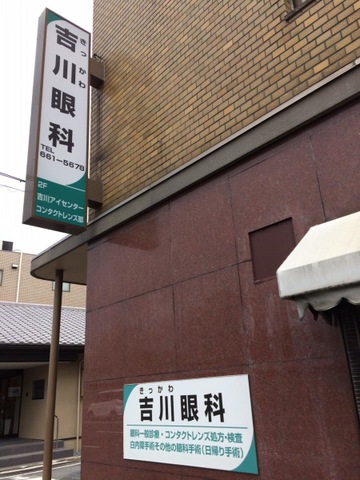 きっかわ
吉川眼科
TEL
661-5678
2F
吉川アイセンター
コンタクトレンズ部
きっかわ
吉川眼科
眼科一般診療・コンタクトレンズ処方・検査
白内障手術その他の眼科手術(日帰り手術)